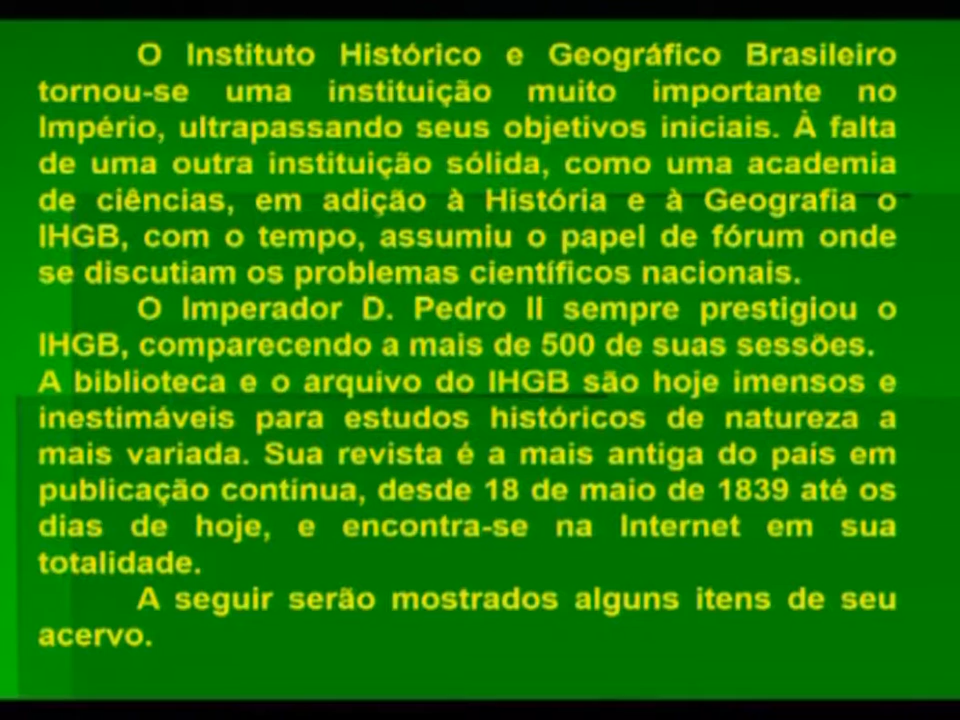 O Instituto Histórico e Geográfico Brasileiro
tornou-se uma instituição muito importante no
Império, ultrapassando seus objetivos iniciais. À falta
de uma outra instituição sólida, como uma academia
de ciências, em adição à História e à Geografia o
IHGB, com o tempo, assumiu o papel de fórum onde
se discutiam os problemas científicos nacionais.
O Imperador D. Pedro II sempre prestigiou o
IHGB, comparecendo a mais de 500 de suas sessões.
A biblioteca e o arquivo do IHGB são hoje imensos e
inestimáveis para estudos históricos de natureza a
mais variada. Sua revista é a mais antiga do país em
publicação contínua, desde 18 de maio de 1839 até os
dias de hoje, e encontra-se na Internet em sua
totalidade.
A seguir serão mostrados alguns itens de seu
acervo.